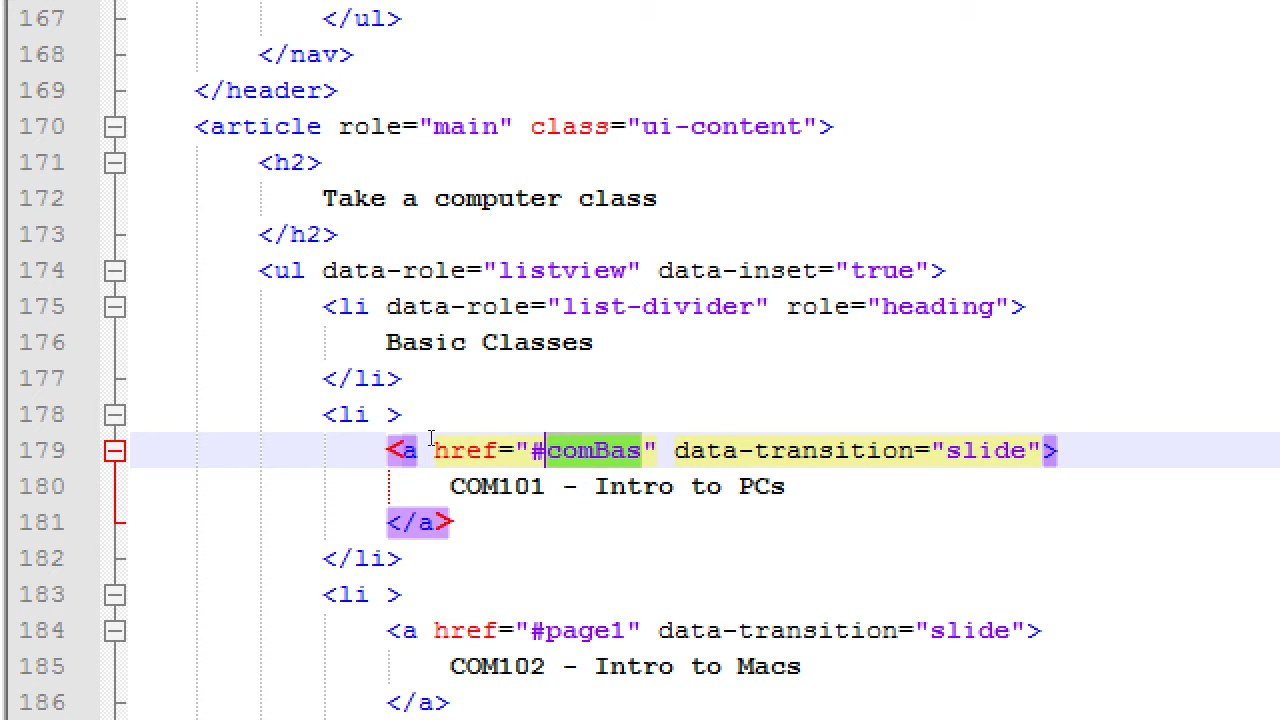 167 </ul>
168 </nav>
169 </header>
170 <article role="main" class="ui-content">
171 <h2>
172 Take a computer class
173 </h2>
174 <ul data-role="listview" data-inset="true">
175 <li data-role="list-divider" role="heading">
176 Basic Classes
177 </li>
178 <li >
179 <a href="#comBas" data-transition="slide">
180 COM101 - Intro to PCs
181 </a>
182 </li>
183 <li >
184 <a href="#page1" data-transition="slide">
185 COM102 - Intro to Macs
186 </a>